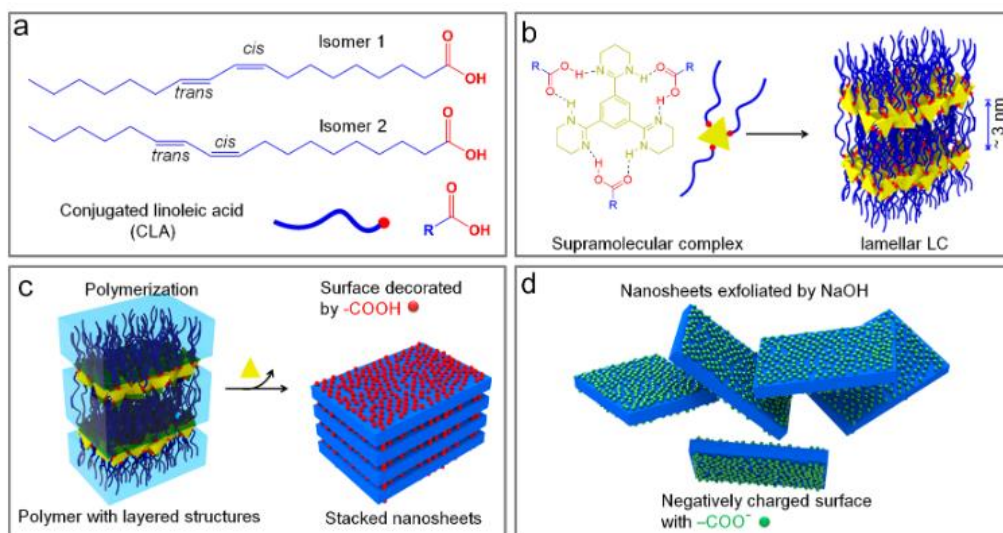 a
Isomer 1
cis
trans
O
OH
Isomer 2
cis
trans
O
OH
Conjugated linoleic acid
(CLA)
O
R
OH
b
R
O
H
O
H
N
N
N
N
H
O
H
O
R
H
N
N
N
N
H
H
O
O
R
~ 3 nm
Supramolecular complex
lamellar LC
c
Polymerization
Surface decorated
by -COOH
Polymer with layered structures
Stacked nanosheets
d
Nanosheets exfoliated by NaOH
Negatively charged surface
with –COO⁻